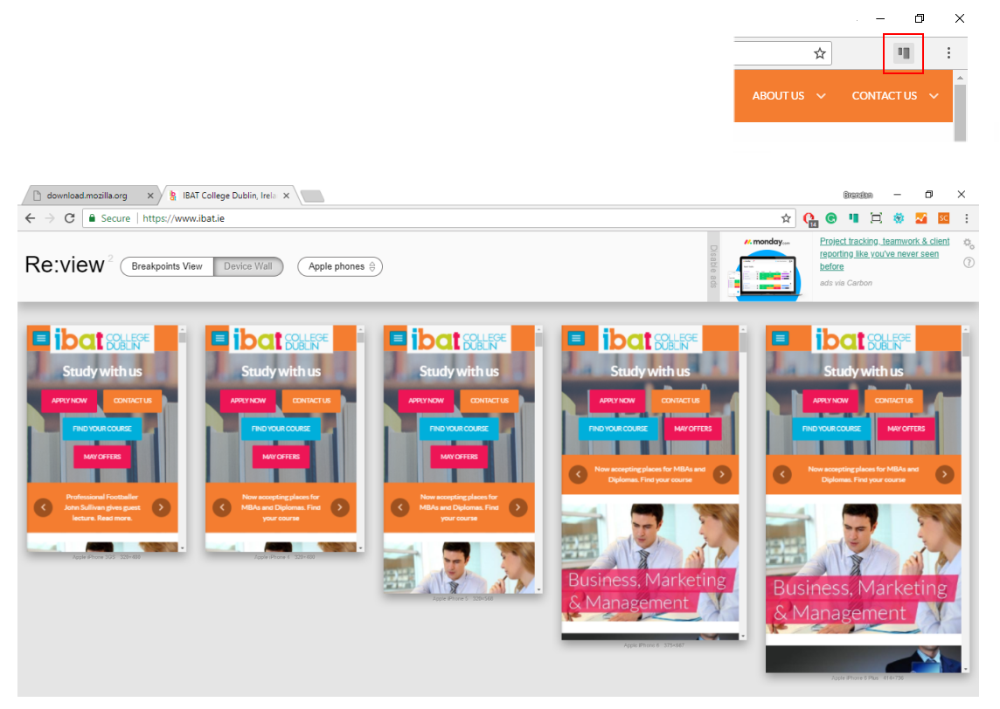 ABOUT US
CONTACT US
download.mozilla.org
IBAT College Dublin, Irela
Brendan
Secure
https://www.ibat.ie
14
SC
Re:view 2
Breakpoints View
Device Wall
Apple phones
Disable ads
monday.com
Project tracking, teamwork & client
reporting like you've never seen
before
ads via Carbon
ibat COLLEGE
DUBLIN
Study with us
APPLY NOW
CONTACT US
FIND YOUR COURSE
MAY OFFERS
Professional Footballer
John Sullivan gives guest
lecture. Read more.
Apple iPhone 3GS 320×480
ibat COLLEGE
DUBLIN
Study with us
APPLY NOW
CONTACT US
FIND YOUR COURSE
MAY OFFERS
Now accepting places for
MBAs and Diplomas. Find
your course
Apple iPhone 4 320×480
ibat COLLEGE
DUBLIN
Study with us
APPLY NOW
CONTACT US
FIND YOUR COURSE
MAY OFFERS
Now accepting places for
MBAs and Diplomas. Find
your course
Apple iPhone 5 320×568
ibat COLLEGE
DUBLIN
Study with us
APPLY NOW
CONTACT US
FIND YOUR COURSE
MAY OFFERS
Now accepting places for MBAs and
Diplomas. Find your course
Business, Marketing
& Management
Apple iPhone 6 375×667
ibat COLLEGE
DUBLIN
Study with us
APPLY NOW
CONTACT US
FIND YOUR COURSE
MAY OFFERS
Now accepting places for MBAs and
Diplomas. Find your course
Business, Marketing
& Management
Apple iPhone 6 Plus 414×736